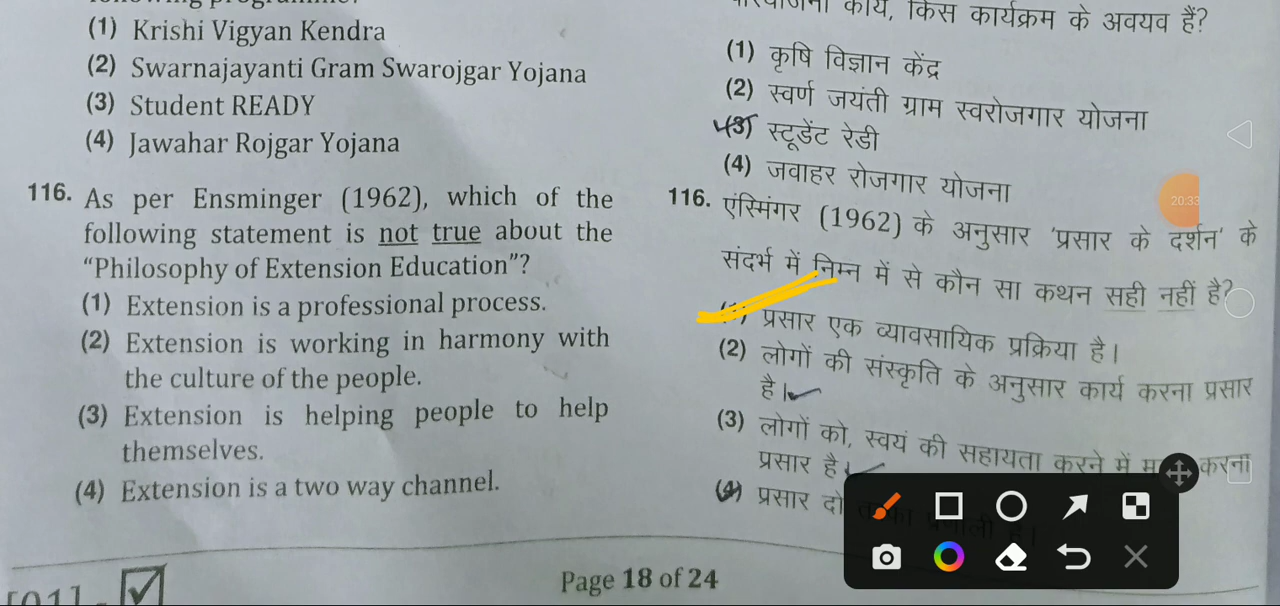 (1) Krishi Vigyan Kendra
(2) Swarnajayanti Gram Swarojgar Yojana
(3) Student READY
(4) Jawahar Rojgar Yojana
116. As per Ensminger (1962), which of the
following statement is not true about the
“Philosophy of Extension Education”?
(1) Extension is a professional process.
(2) Extension is working in harmony with
the culture of the people.
(3) Extension is helping people to help
themselves.
(4) Extension is a two way channel.
कार्य, किस कार्यक्रम के अवयव हैं?
(1) कृषि विज्ञान केंद्र
(2) स्वर्ण जयंती ग्राम स्वरोजगार योजना
(3) स्टूडेंट रेडी
(4) जवाहर रोजगार योजना
116. एंस्मिंगर (1962) के अनुसार 'प्रसार के दर्शन' के
संदर्भ में निम्न में से कौन सा कथन सही नहीं है?
प्रसार एक व्यावसायिक प्रक्रिया है।
(2) लोगों की संस्कृति के अनुसार कार्य करना प्रसार
है।
(3) लोगों को, स्वयं की सहायता करने में करना
प्रसार है।
(4) प्रसार दो
20:33
Page 18 of 24